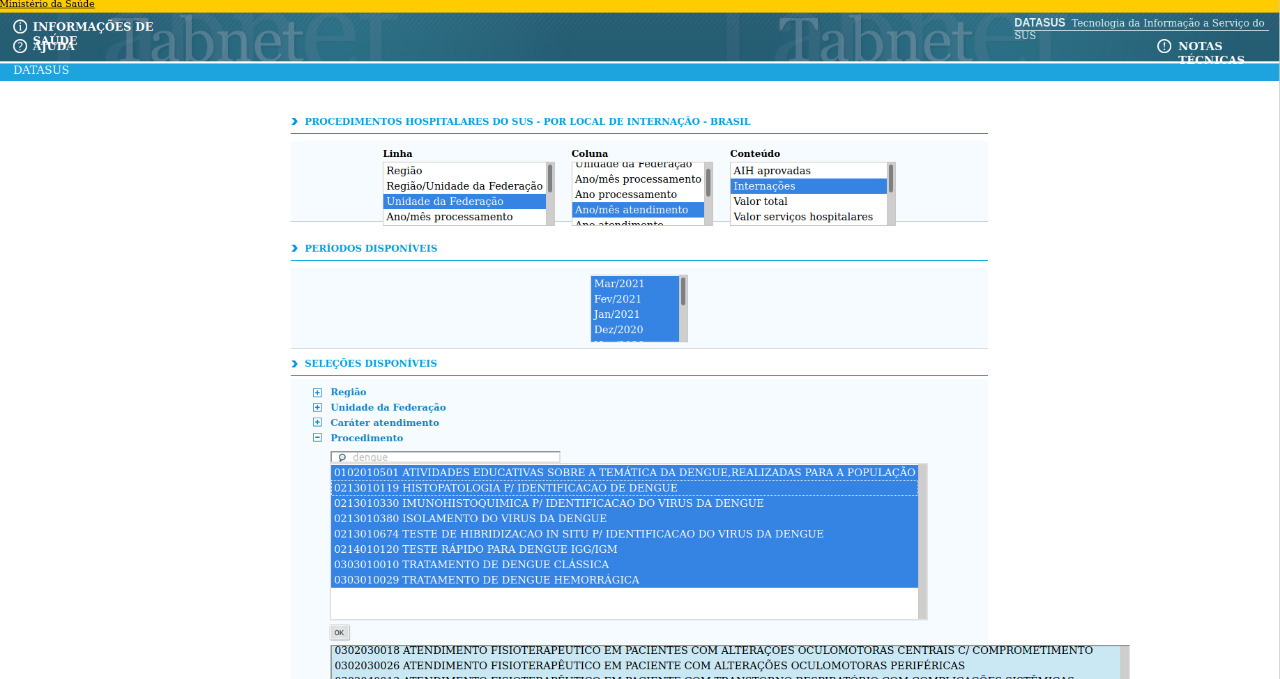 Ministério da Saúde
INFORMAÇÕES DE SAÚDE
AJUDA
Tabnet
Tabnet
DATASUS Tecnologia da Informação a Serviço do SUS
NOTAS TÉCNICAS
DATASUS
PROCEDIMENTOS HOSPITALARES DO SUS - POR LOCAL DE INTERNAÇÃO - BRASIL
Linha
Região
Região/Unidade da Federação
Unidade da Federação
Ano/mês processamento
Coluna
Unidade da Federação
Ano/mês processamento
Ano processamento
Ano/mês atendimento
Ano atendimento
Conteúdo
AIH aprovadas
Internações
Valor total
Valor serviços hospitalares
PERÍODOS DISPONÍVEIS
Mar/2021
Fev/2021
Jan/2021
Dez/2020
SELEÇÕES DISPONÍVEIS
Região
Unidade da Federação
Caráter atendimento
Procedimento
dengue
0102010501 ATIVIDADES EDUCATIVAS SOBRE A TEMÁTICA DA DENGUE,REALIZADAS PARA A POPULAÇÃO
0213010119 HISTOPATOLOGIA P/ IDENTIFICACAO DE DENGUE
0213010330 IMUNOHISTOQUIMICA P/ IDENTIFICACAO DO VIRUS DA DENGUE
0213010380 ISOLAMENTO DO VIRUS DA DENGUE
0213010674 TESTE DE HIBRIDIZACAO IN SITU P/ IDENTIFICACAO DO VIRUS DA DENGUE
0214010120 TESTE RÁPIDO PARA DENGUE IGG/IGM
0303010010 TRATAMENTO DE DENGUE CLÁSSICA
0303010029 TRATAMENTO DE DENGUE HEMORRÁGICA
OK
0302030018 ATENDIMENTO FISIOTERAPÊUTICO EM PACIENTES COM ALTERAÇÕES OCULOMOTORAS CENTRAIS C/ COMPROMETIMENTO
0302030026 ATENDIMENTO FISIOTERAPÊUTICO EM PACIENTE COM ALTERAÇÕES OCULOMOTORAS PERIFÉRICAS